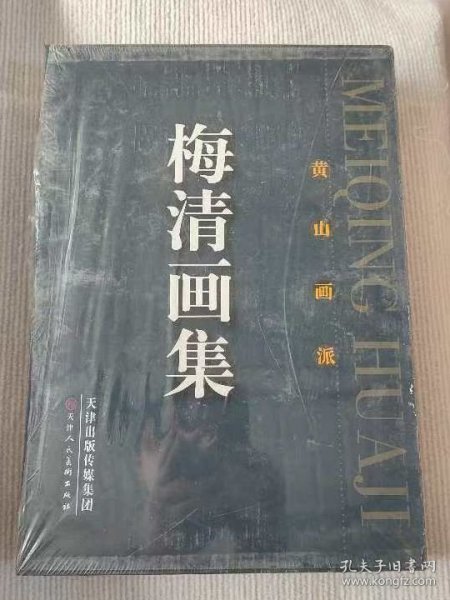 MEIQING HUAJI
黄山画派
梅清画集
天津出版传媒集团
天津人民美術出版社
孔夫子旧书网
www.kongfz.com